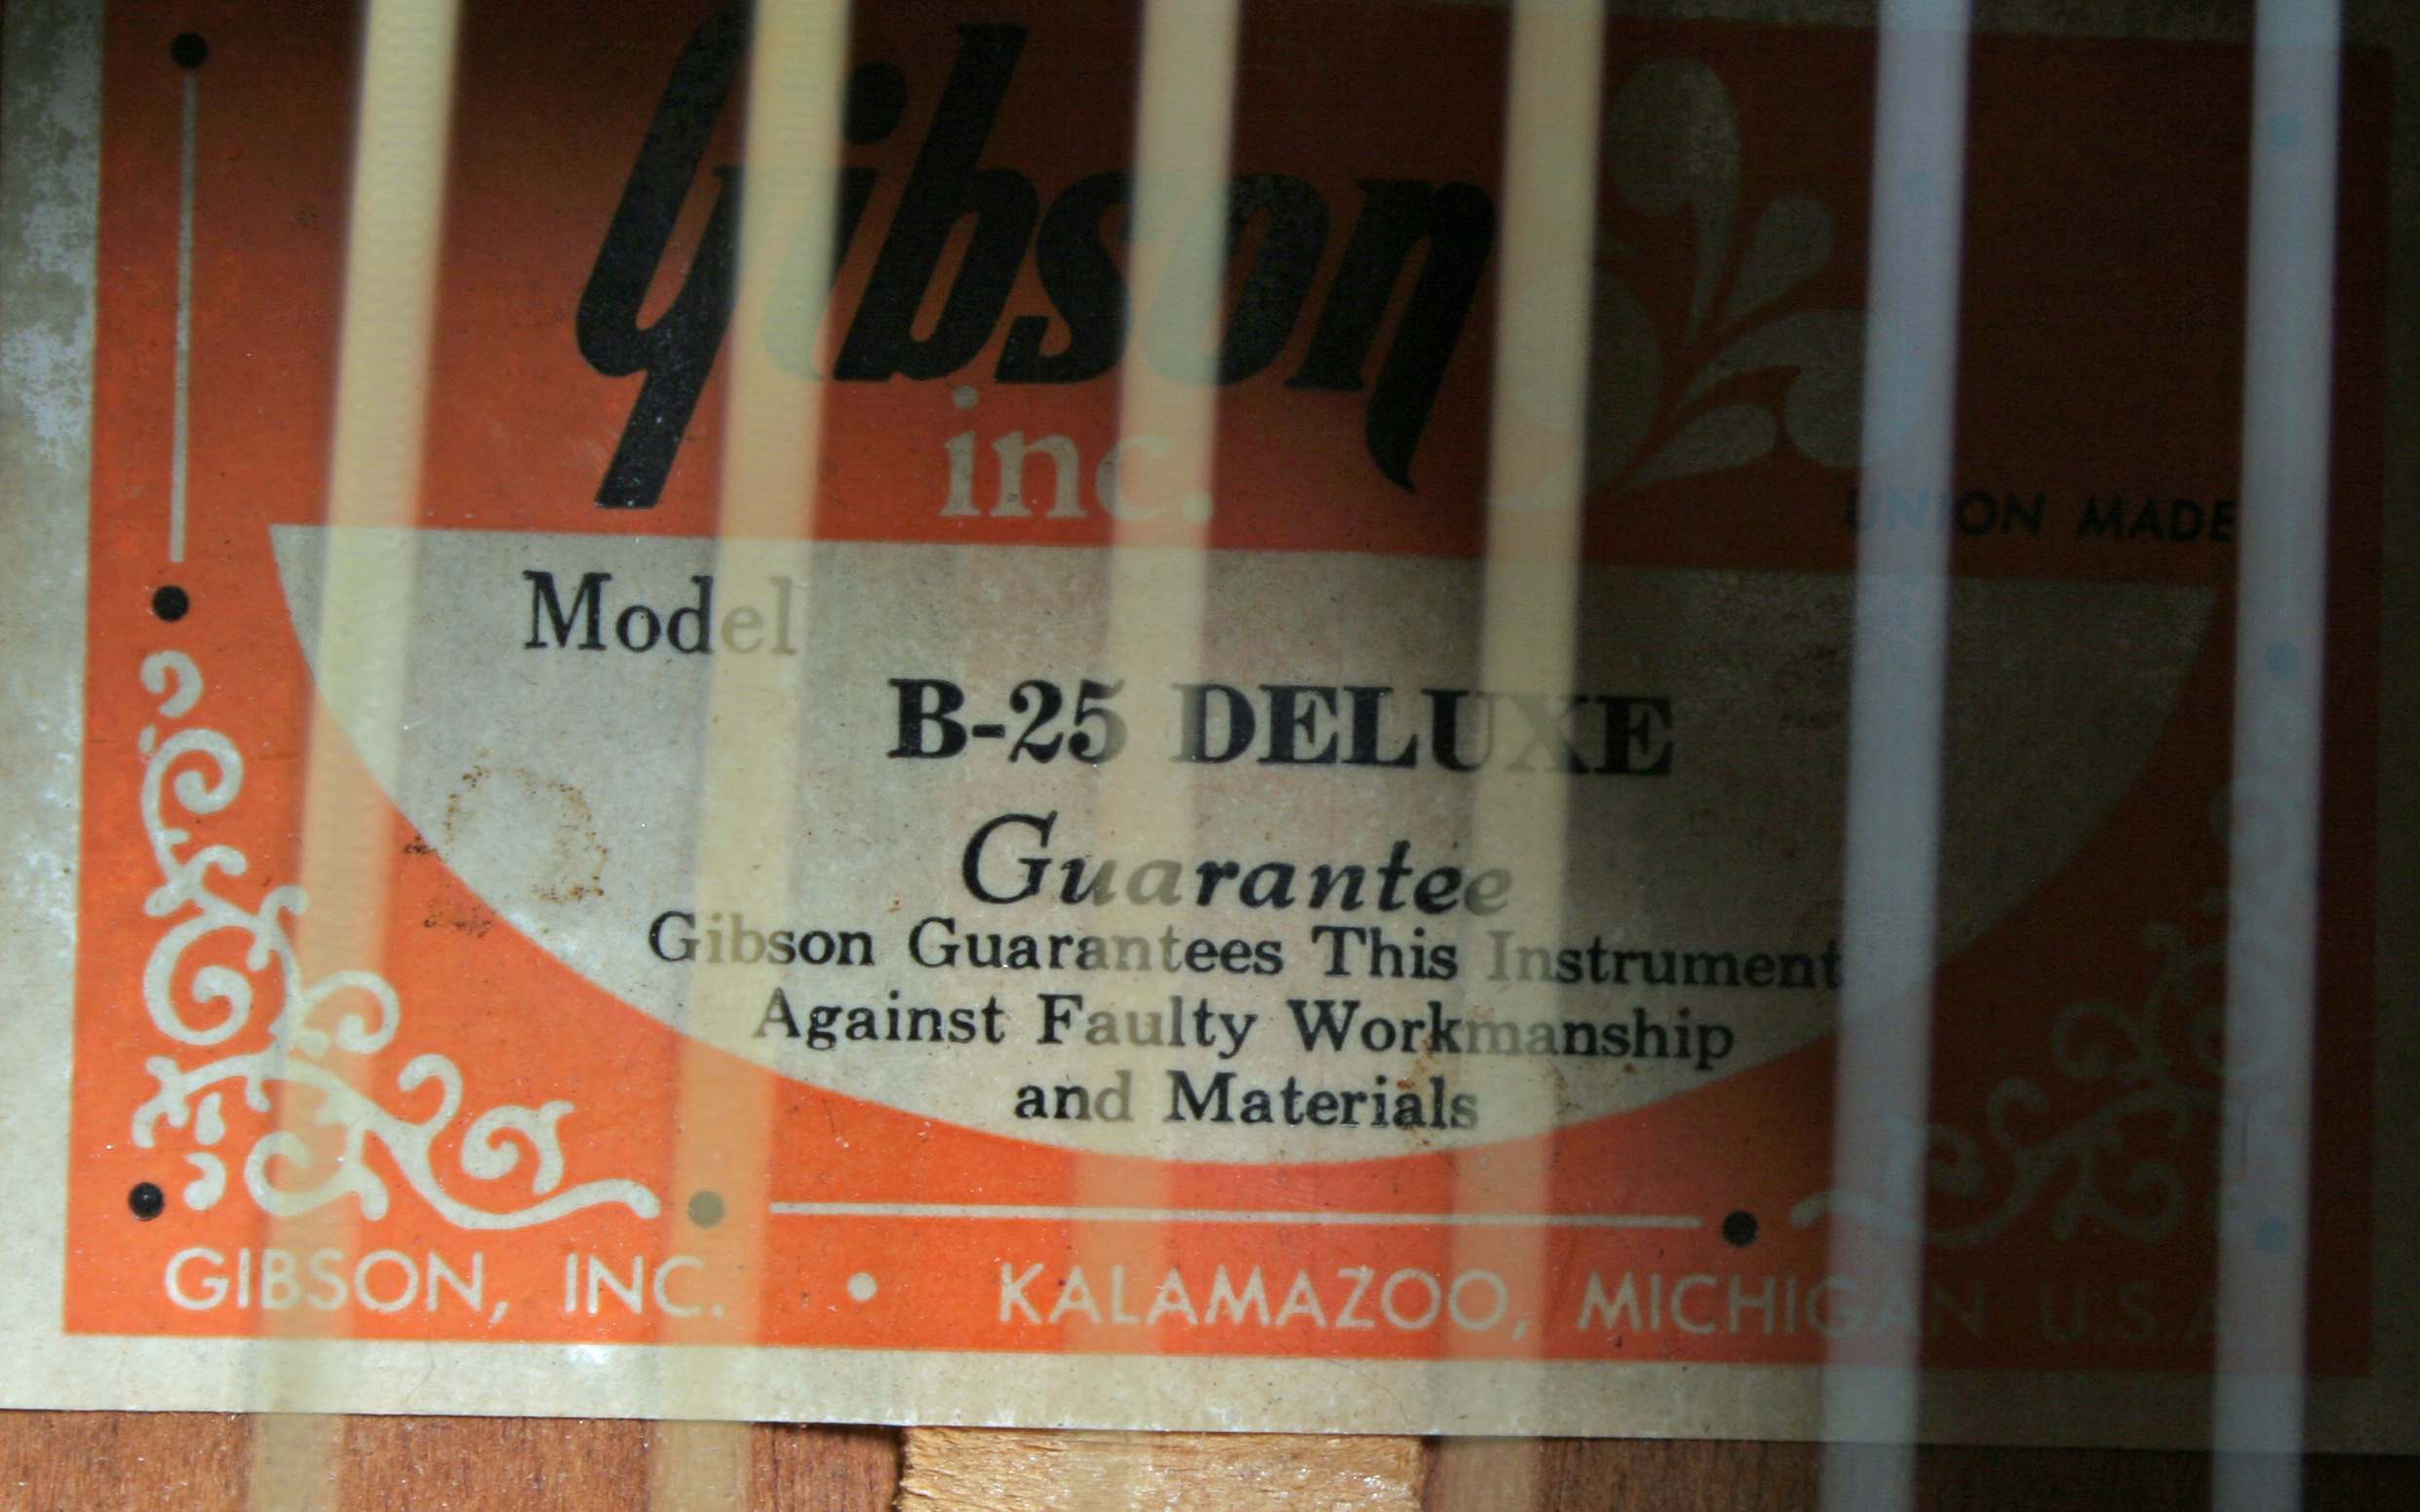 Gibson
inc.
UNION MADE
Model
B-25 DELUXE
Guarantee
Gibson Guarantees This Instrument
Against Faulty Workmanship
and Materials
GIBSON, INC. • KALAMAZOO, MICHIGAN U.S.A